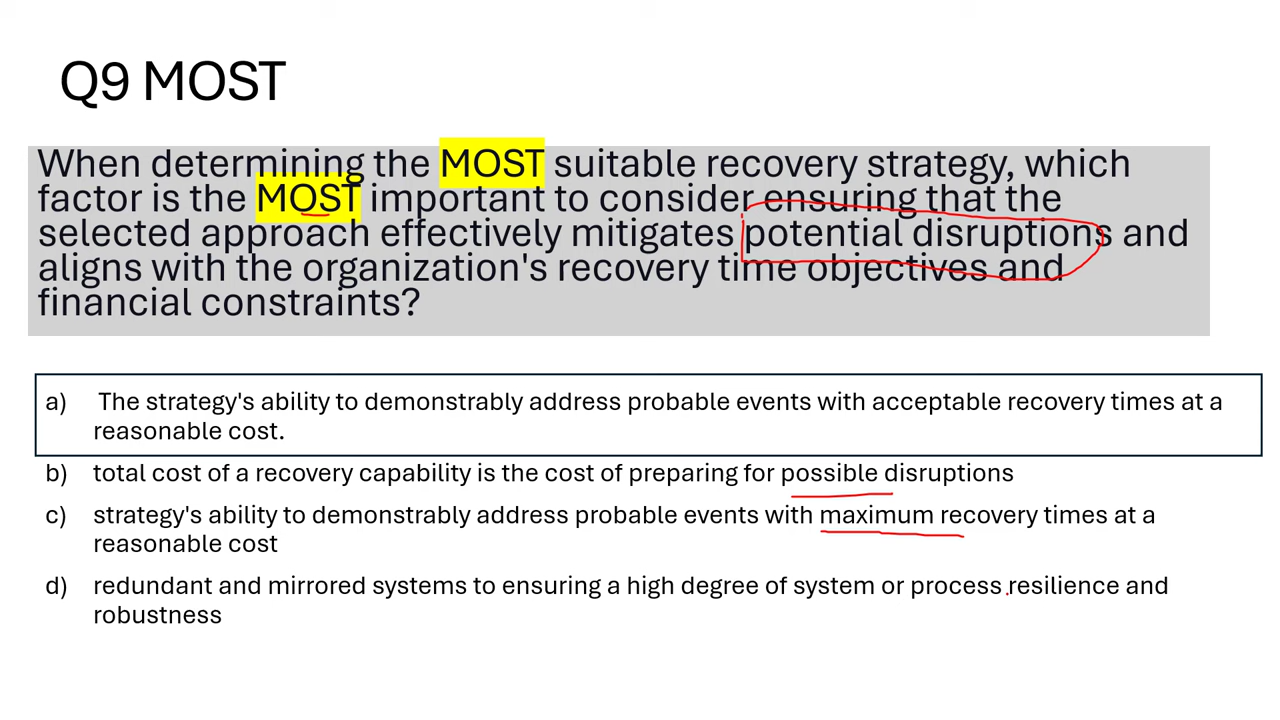 Q9 MOST
When determining the MOST suitable recovery strategy, which
factor is the MOST important to consider ensuring that the
selected approach effectively mitigates potential disruptions and
aligns with the organization's recovery time objectives and
financial constraints?
a) The strategy's ability to demonstrably address probable events with acceptable recovery times at a
reasonable cost.
b) total cost of a recovery capability is the cost of preparing for possible disruptions
c) strategy's ability to demonstrably address probable events with maximum recovery times at a
reasonable cost
d) redundant and mirrored systems to ensuring a high degree of system or process resilience and
robustness